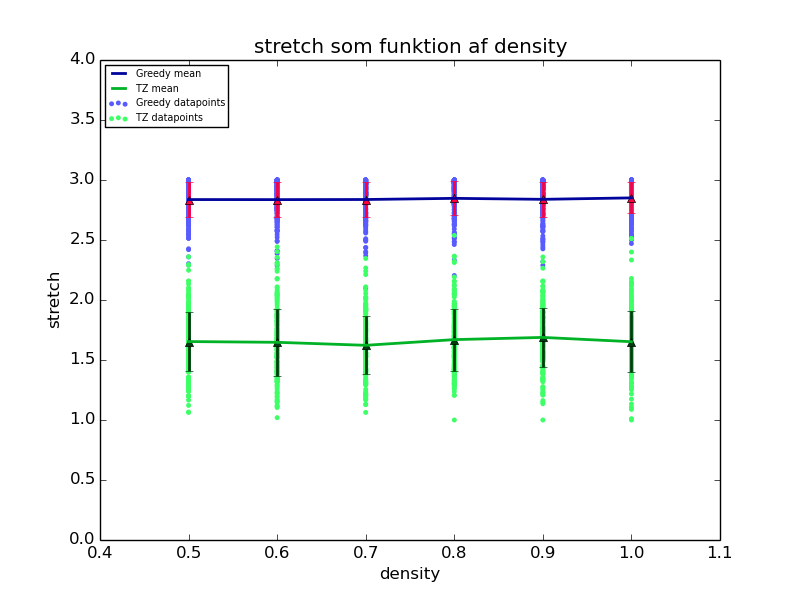 stretch som funktion af density
4.0
Greedy mean
TZ mean
Greedy datapoints
TZ datapoints
3.5
3.0
2.5
2.0
stretch
1.5
1.0
0.5
0.0
0.4 0.5 0.6 0.7 0.8 0.9 1.0 1.1
density